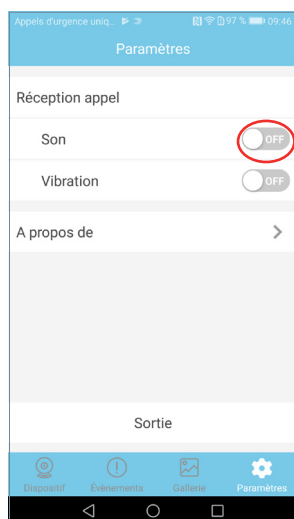 Appels d'urgence uniq... 97 % 09:46
Paramètres
Réception appel
Son OFF
Vibration OFF
A propos de
Sortie
Dispositif Évènements Gallerie Paramètres